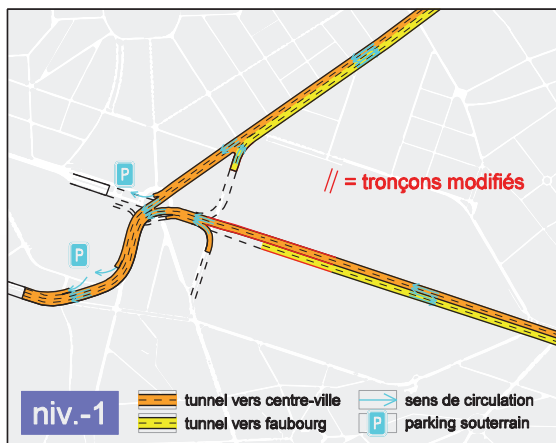 P
// = tronçons modifiés
P
niv.-1
tunnel vers centre-ville
sens de circulation
tunnel vers faubourg
P parking souterrain